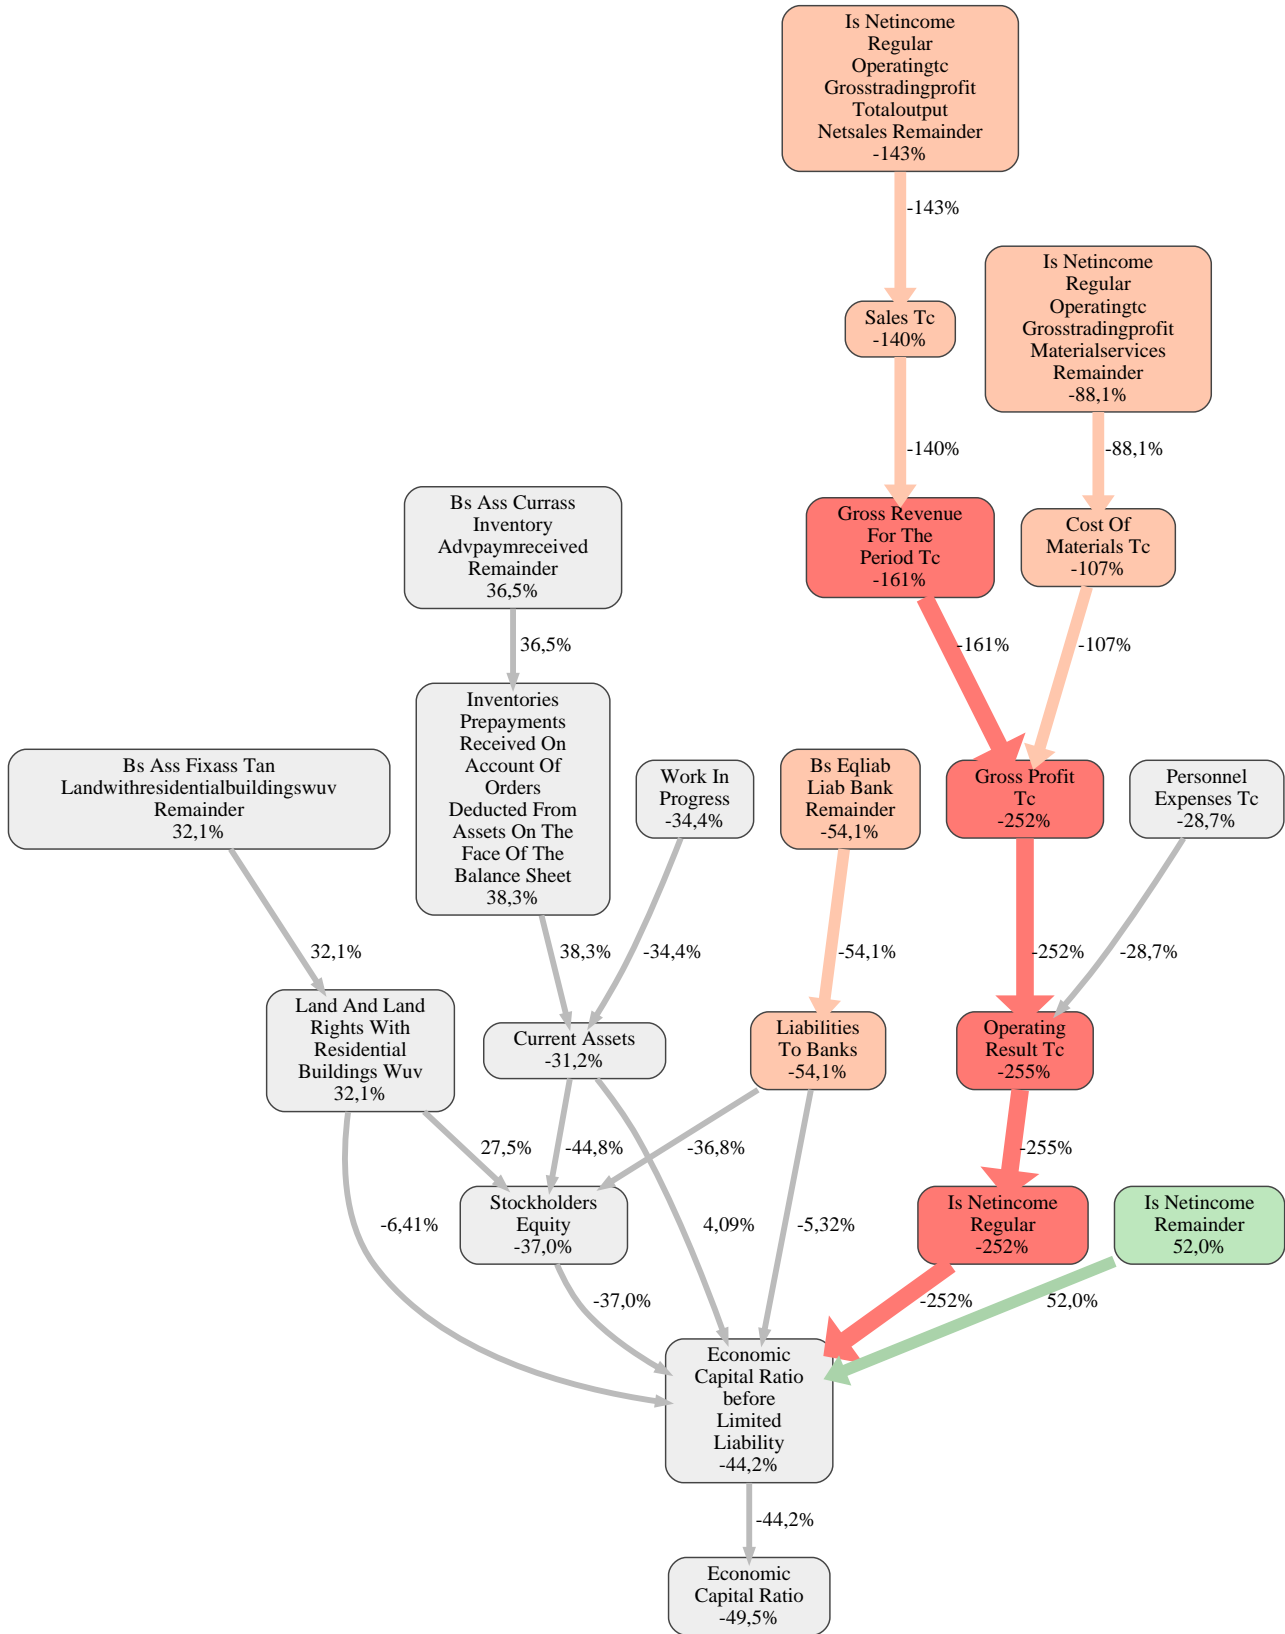 Is Netincome
Regular
Operatingtc
Grosstradingprofit
Totaloutput
Netsales Remainder
-143%
-143%
Is Netincome
Regular
Operatingtc
Grosstradingprofit
Materialservices
Remainder
-88,1%
Sales Tc
-140%
-140%
-88,1%
Bs Ass Currass
Inventory
Advpaymreceived
Remainder
36,5%
Gross Revenue
For The
Period Tc
-161%
Cost Of
Materials Tc
-107%
36,5%
-161%
-107%
Inventories
Prepayments
Received On
Account Of
Orders
Deducted From
Assets On The
Face Of The
Balance Sheet
38,3%
Bs Ass Fixass Tan
Landwithresidentialbuildingswuv
Remainder
32,1%
Work In
Progress
-34,4%
Bs Eqliab
Liab Bank
Remainder
-54,1%
Gross Profit
Tc
-252%
Personnel
Expenses Tc
-28,7%
32,1%
38,3%
-34,4%
-54,1%
-252%
-28,7%
Land And Land
Rights With
Residential
Buildings Wuv
32,1%
Current Assets
-31,2%
Liabilities
To Banks
-54,1%
Operating
Result Tc
-255%
27,5%
-44,8%
-36,8%
-255%
Stockholders
Equity
-37,0%
Is Netincome
Regular
-252%
Is Netincome
Remainder
52,0%
-6,41%
4,09%
-5,32%
-37,0%
-252%
52,0%
Economic
Capital Ratio
before
Limited
Liability
-44,2%
-44,2%
Economic
Capital Ratio
-49,5%